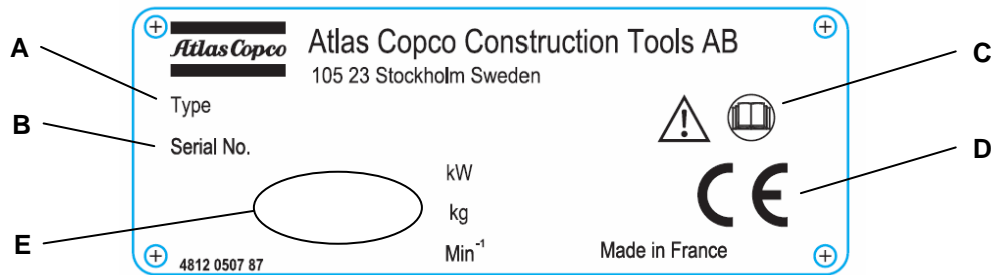 A
B
E
Atlas Copco
Atlas Copco Construction Tools AB
105 23 Stockholm Sweden
Type
Serial No.
kW
kg
Min⁻¹
4812 0507 87
CE
Made in France
C
D